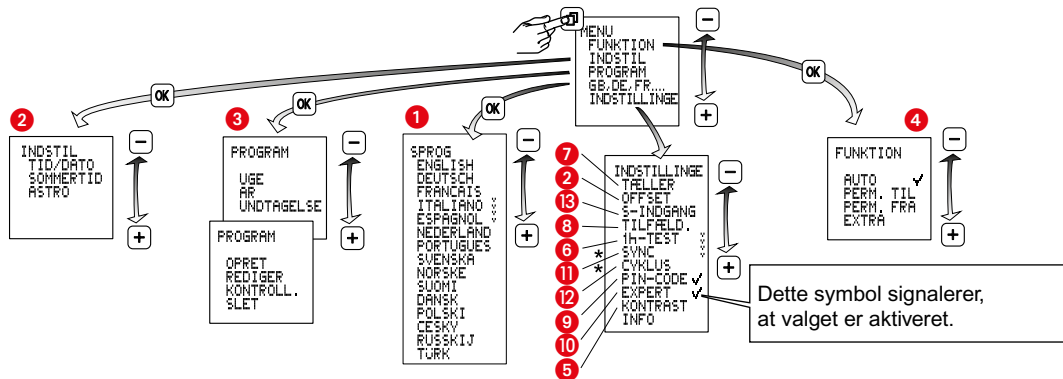 MENU
FUNKTION
INDSTIL
PROGRAM
GB,DE,FR....
INDSTILLINGE
−
+
OK
OK
OK
OK
2
INDSTIL
TID/DATO
SOMMERTID
ASTRO
−
+
3
PROGRAM
UGE
ÅR
UNDTAGELSE
PROGRAM
OPRET
REDIGER
KONTROLL.
SLET
−
+
1
SPROG
ENGLISH
DEUTSCH
FRANCAIS
ITALIANO
ESPAGNOL
NEDERLAND
PORTUGUES
SVENSKA
NORSKE
SUOMI
DANSK
POLSKI
CESKY
RUSSKIJ
TÜRK
−
+
INDSTILLINGE
7 TÆLLER
2 OFFSET
13 S-INDGANG
8 TILFÆLD.
6 1h-TEST
* 11 SYNC
* 12 CYKLUS
9 PIN-CODE ✓
10 EXPERT ✓
5 KONTRAST
INFO
−
+
Dette symbol signalerer,
at valget er aktiveret.
4
FUNKTION
AUTO ✓
PERM. TIL
PERM. FRA
EXTRA
−
+